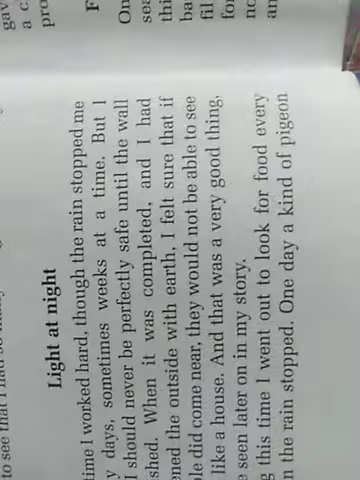 to see that I had
Light at night
time I worked hard, though the rain stopped me
days, sometimes weeks at a time. But I
I should never be perfectly safe until the wall
shed. When it was completed, and I had
ned the outside with earth, I felt sure that if
le did come near, they would not be able to see
like a house. And that was a very good thing,
e seen later on in my story.
g this time I went out to look for food every
n the rain stopped. One day a kind of pigeon
gav
a c
pro
F
On
sea
thi
ba
fil
for
no
an